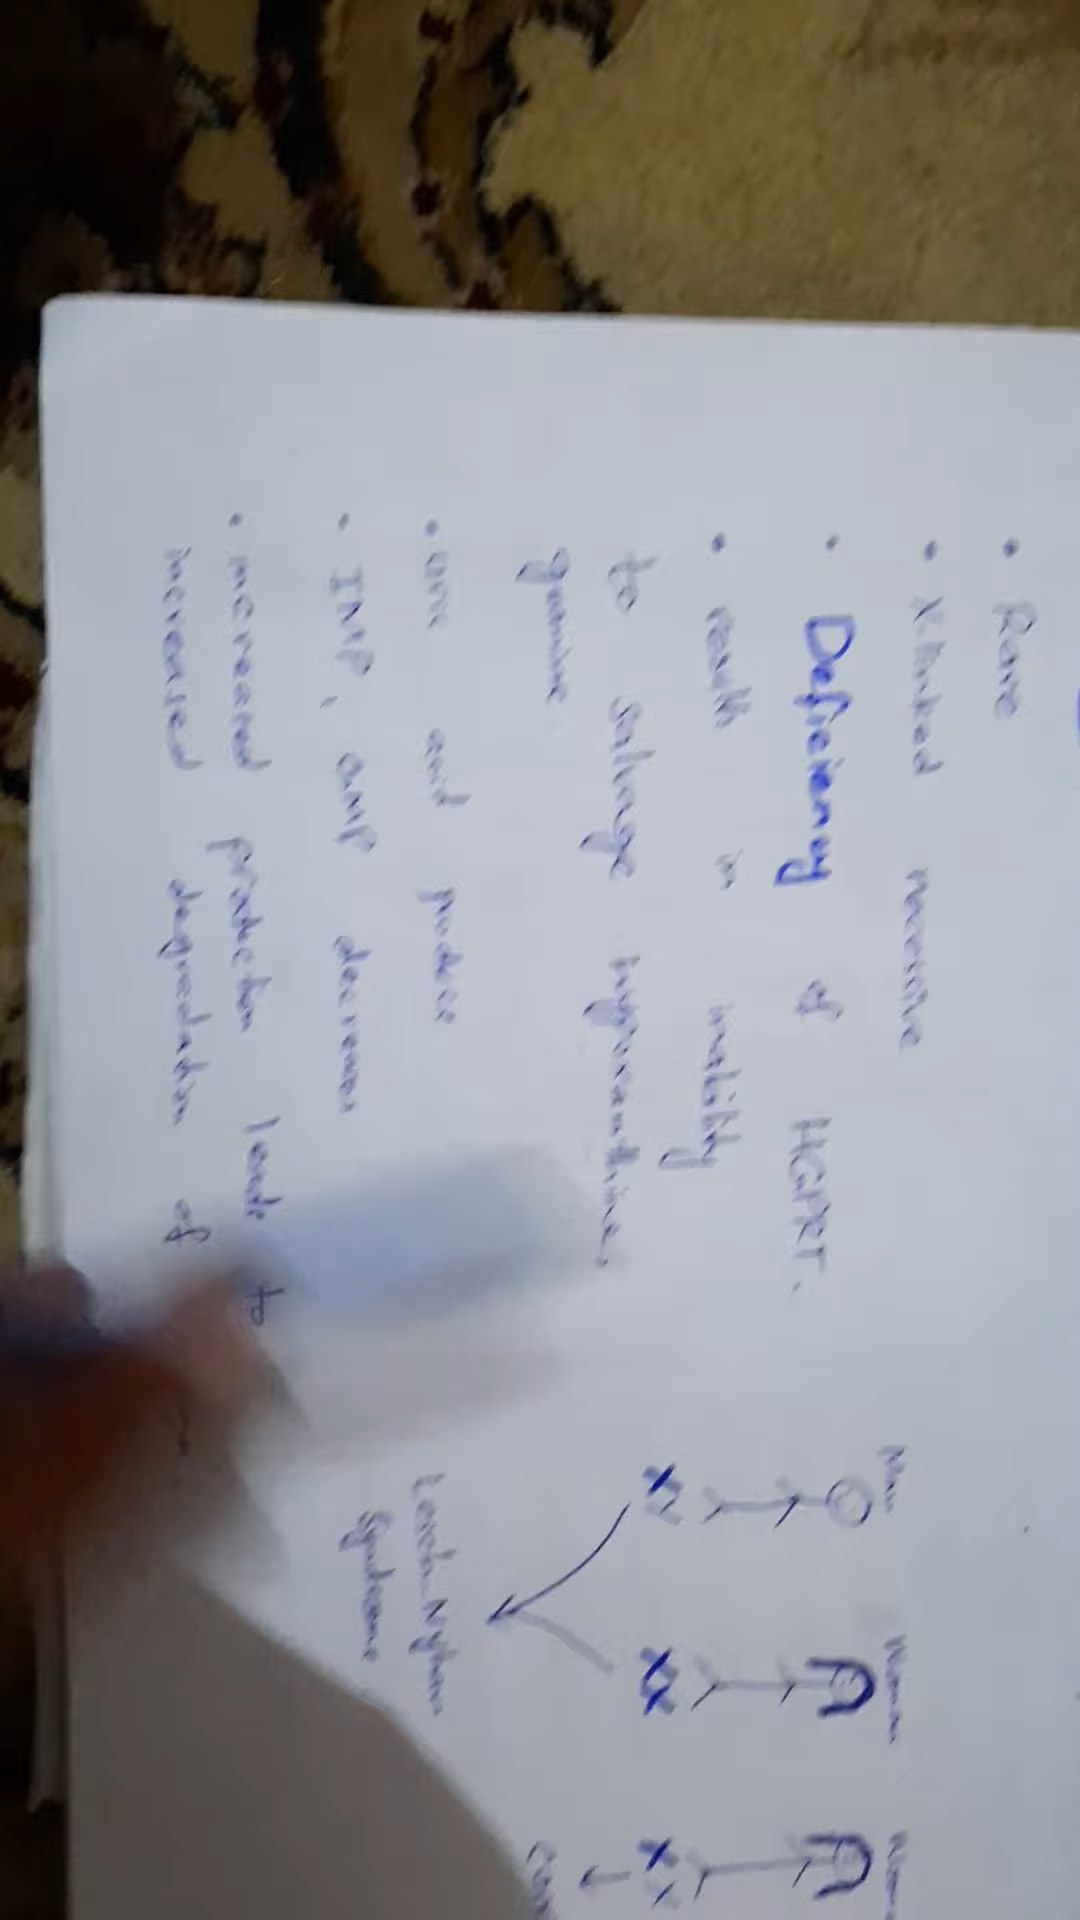 • Rare
• X-linked recessive
• Deficiency of HGPRT.
• result in inability
to salvage hypoxanthine,
guanine
• uric acid produce
• IMP, GMP decreases
• increased production leads to
increased degradation of
Man
XY
Woman
XX
Lesch-Nyhan
Syndrome